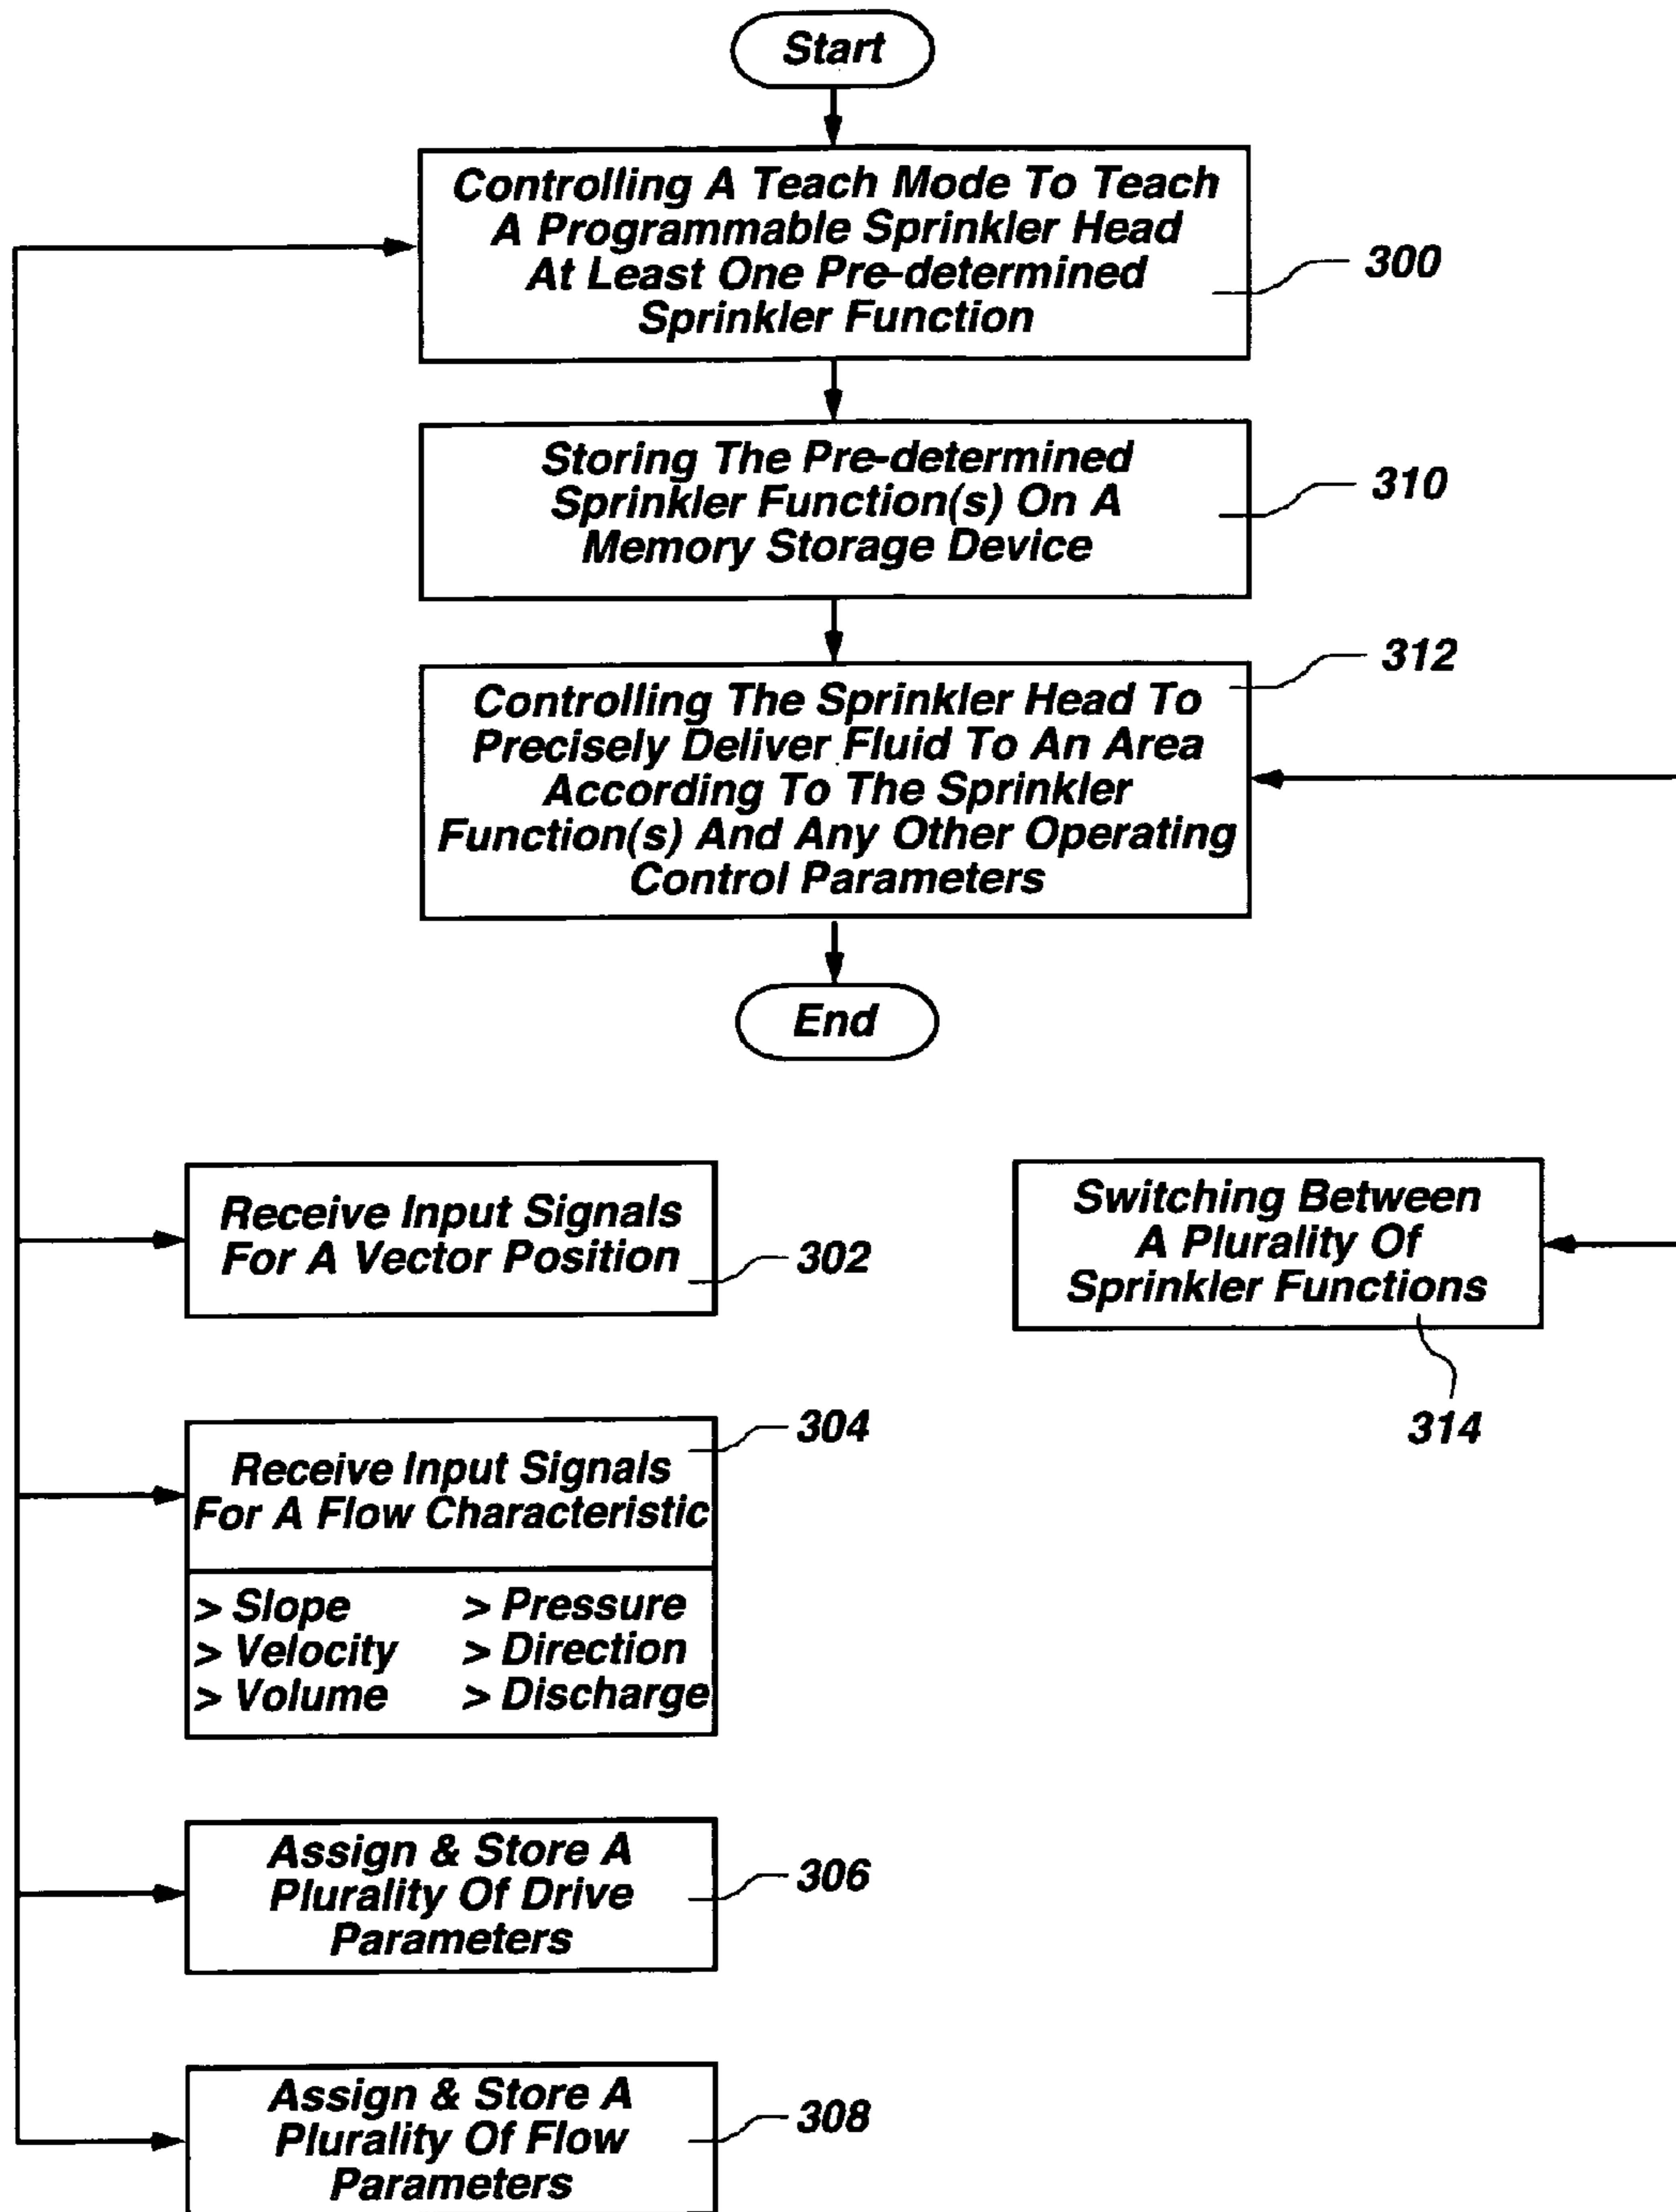 Start
Controlling A Teach Mode To Teach
A Programmable Sprinkler Head
At Least One Pre-determined
Sprinkler Function
300
Storing The Pre-determined
Sprinkler Function(s) On A
Memory Storage Device
310
312
Controlling The Sprinkler Head To
Precisely Deliver Fluid To An Area
According To The Sprinkler
Function(s) And Any Other Operating
Control Parameters
End
Receive Input Signals
For A Vector Position
302
Switching Between
A Plurality Of
Sprinkler Functions
314
304
Receive Input Signals
For A Flow Characteristic
> Slope > Pressure
> Velocity > Direction
> Volume > Discharge
Assign & Store A
Plurality Of Drive
Parameters
306
Assign & Store A
Plurality Of Flow
Parameters
308